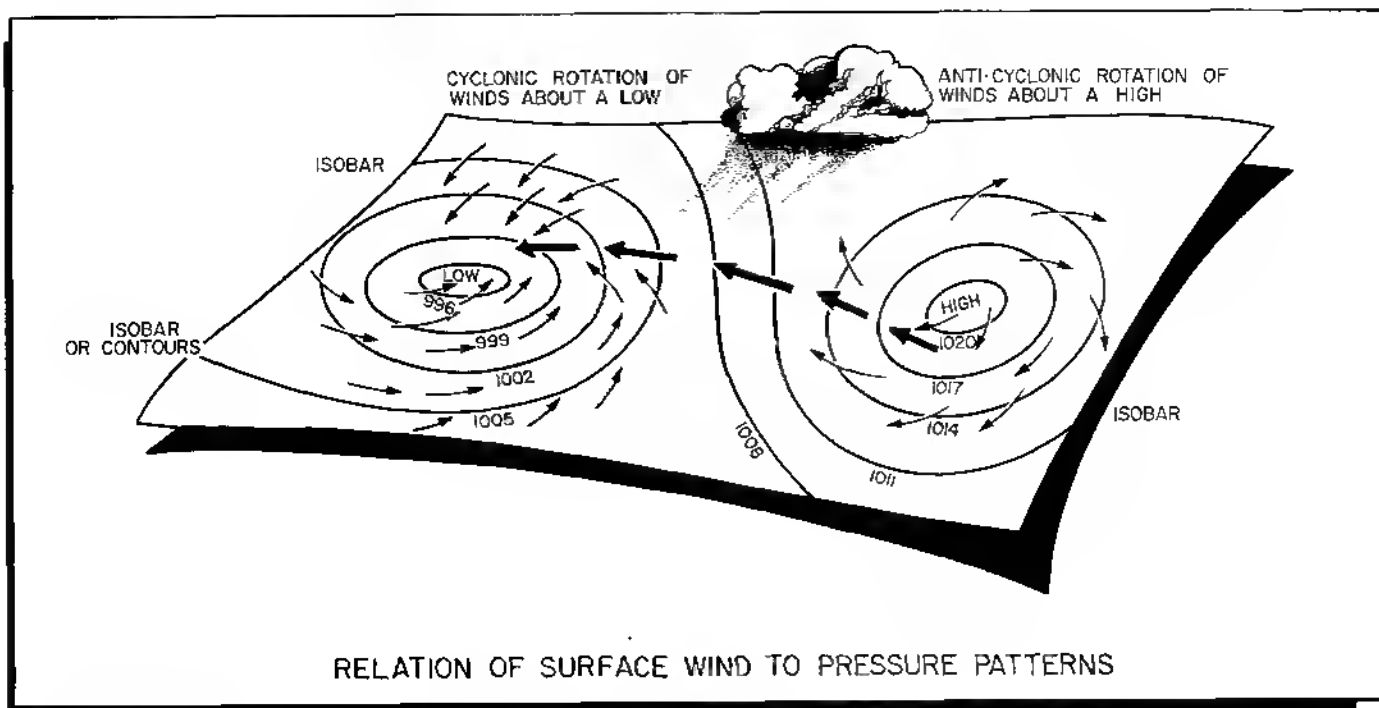 CYCLONIC ROTATION OF
WINDS ABOUT A LOW
ANTI-CYCLONIC ROTATION OF
WINDS ABOUT A HIGH
ISOBAR
LOW
996
999
1002
1005
ISOBAR
OR CONTOURS
HIGH
1020
1017
1014
1008
1011
ISOBAR
RELATION OF SURFACE WIND TO PRESSURE PATTERNS